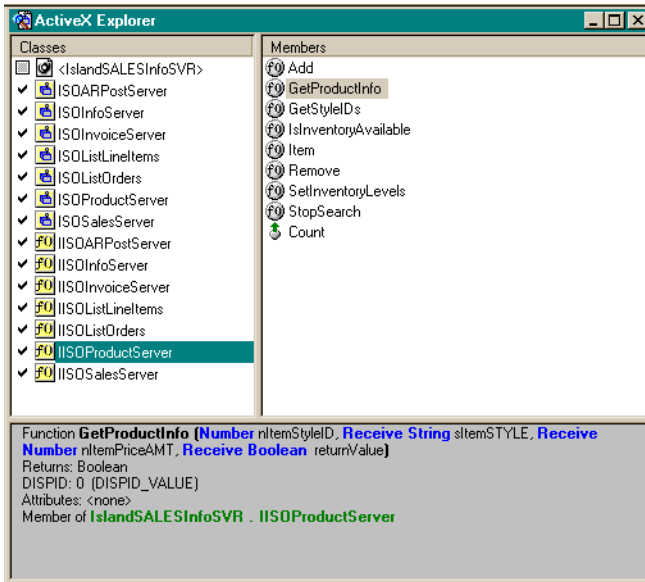 ActiveX Explorer
Classes
<IslandSALESInfoSVR>
ISOARPostServer
ISOInfoServer
ISOInvoiceServer
ISOListLineItems
ISOListOrders
ISOProductServer
ISOSalesServer
IISOARPostServer
IISOInfoServer
IISOInvoiceServer
IISOListLineItems
IISOListOrders
IISOProductServer
IISOSalesServer
Members
Add
GetProductInfo
GetStyleIDs
IsInventoryAvailable
Item
Remove
SetInventoryLevels
StopSearch
Count
Function GetProductInfo (Number nItemStyleID, Receive String sItemSTYLE, Receive
Number nItemPriceAMT, Receive Boolean returnValue)
Returns: Boolean
DISPID: 0 (DISPID_VALUE)
Attributes: <none>
Member of IslandSALESInfoSVR . IISOProductServer